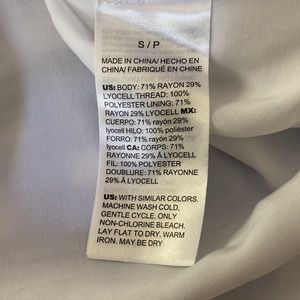 S / P
MADE IN CHINA/ HECHO EN
CHINA/ FABRIQUÉ EN CHINE
US: BODY: 71% RAYON 29%
LYOCELL THREAD: 100%
POLYESTER LINING: 71%
RAYON 29% LYOCELL MX:
CUERPO: 71% rayón 29%
lyocell HILO: 100% poliéster
FORRO: 71% rayón 29%
lyocell CA: CORPS: 71%
RAYONNE 29% À LYOCELL
FIL: 100% POLYESTER
DOUBLURE: 71% RAYONNE
29% À LYOCELL
US: WITH SIMILAR COLORS.
MACHINE WASH COLD,
GENTLE CYCLE. ONLY
NON-CHLORINE BLEACH.
LAY FLAT TO DRY. WARM
IRON. MAY BE DRY